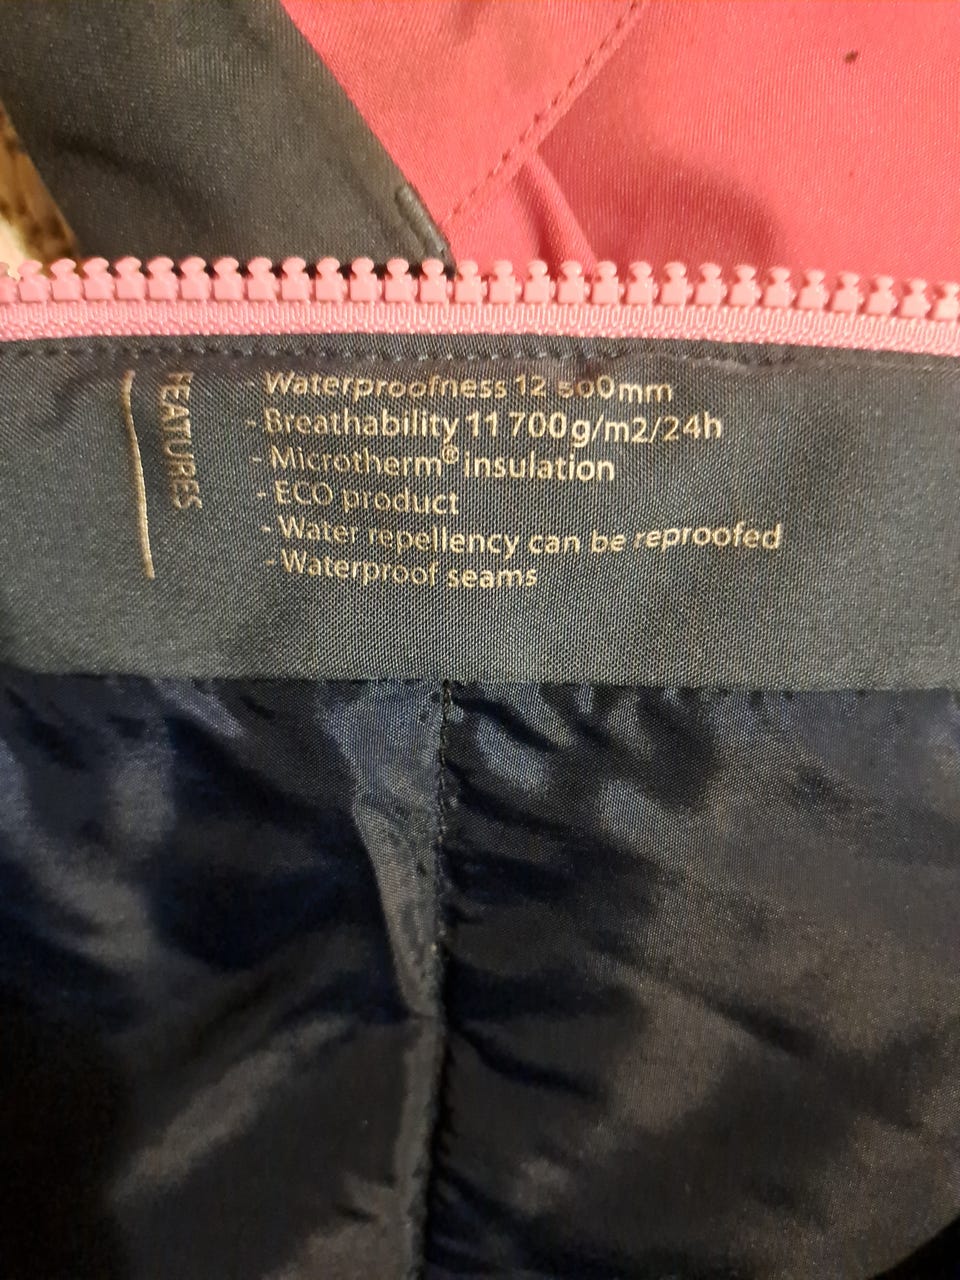 FEATURES
- Waterproofness 12 500mm
- Breathability 11 700g/m2/24h
- Microtherm® insulation
- ECO product
- Water repellency can be reproofed
- Waterproof seams